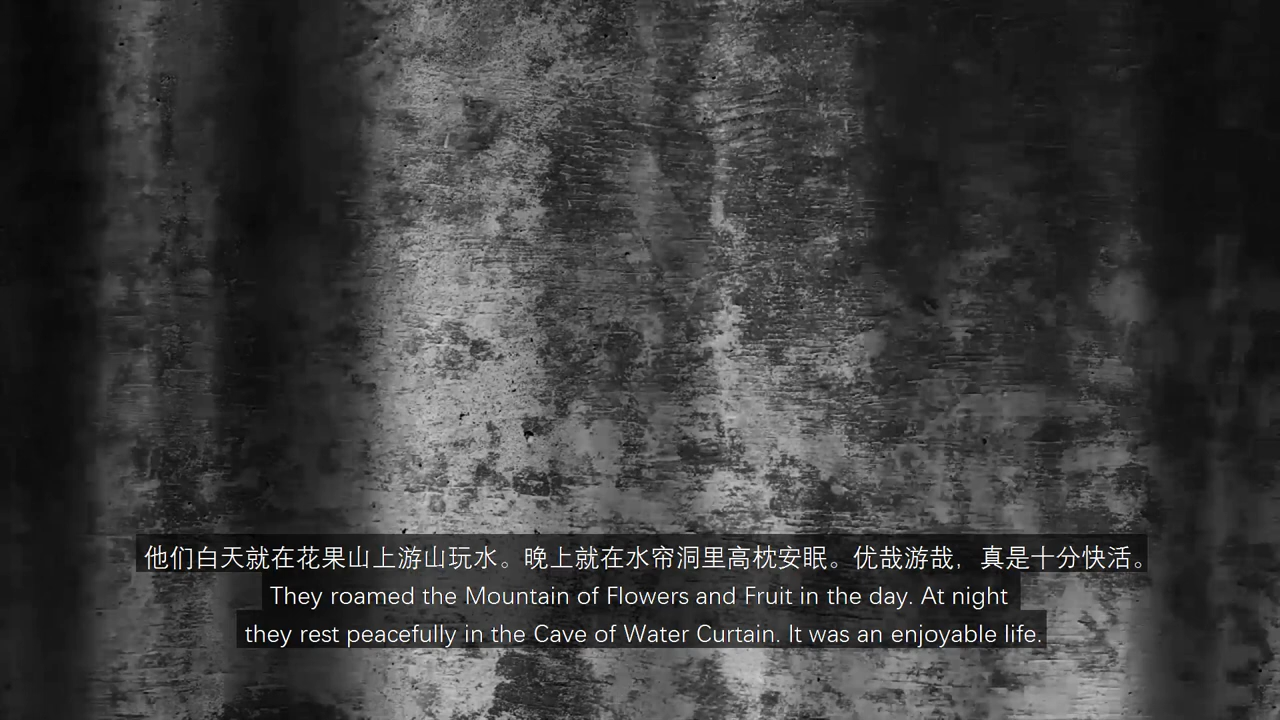 他们白天就在花果山上游山玩水。晚上就在水帘洞里高枕安眠。优哉游哉，真是十分快活。
They roamed the Mountain of Flowers and Fruit in the day. At night
they rest peacefully in the Cave of Water Curtain. It was an enjoyable life.